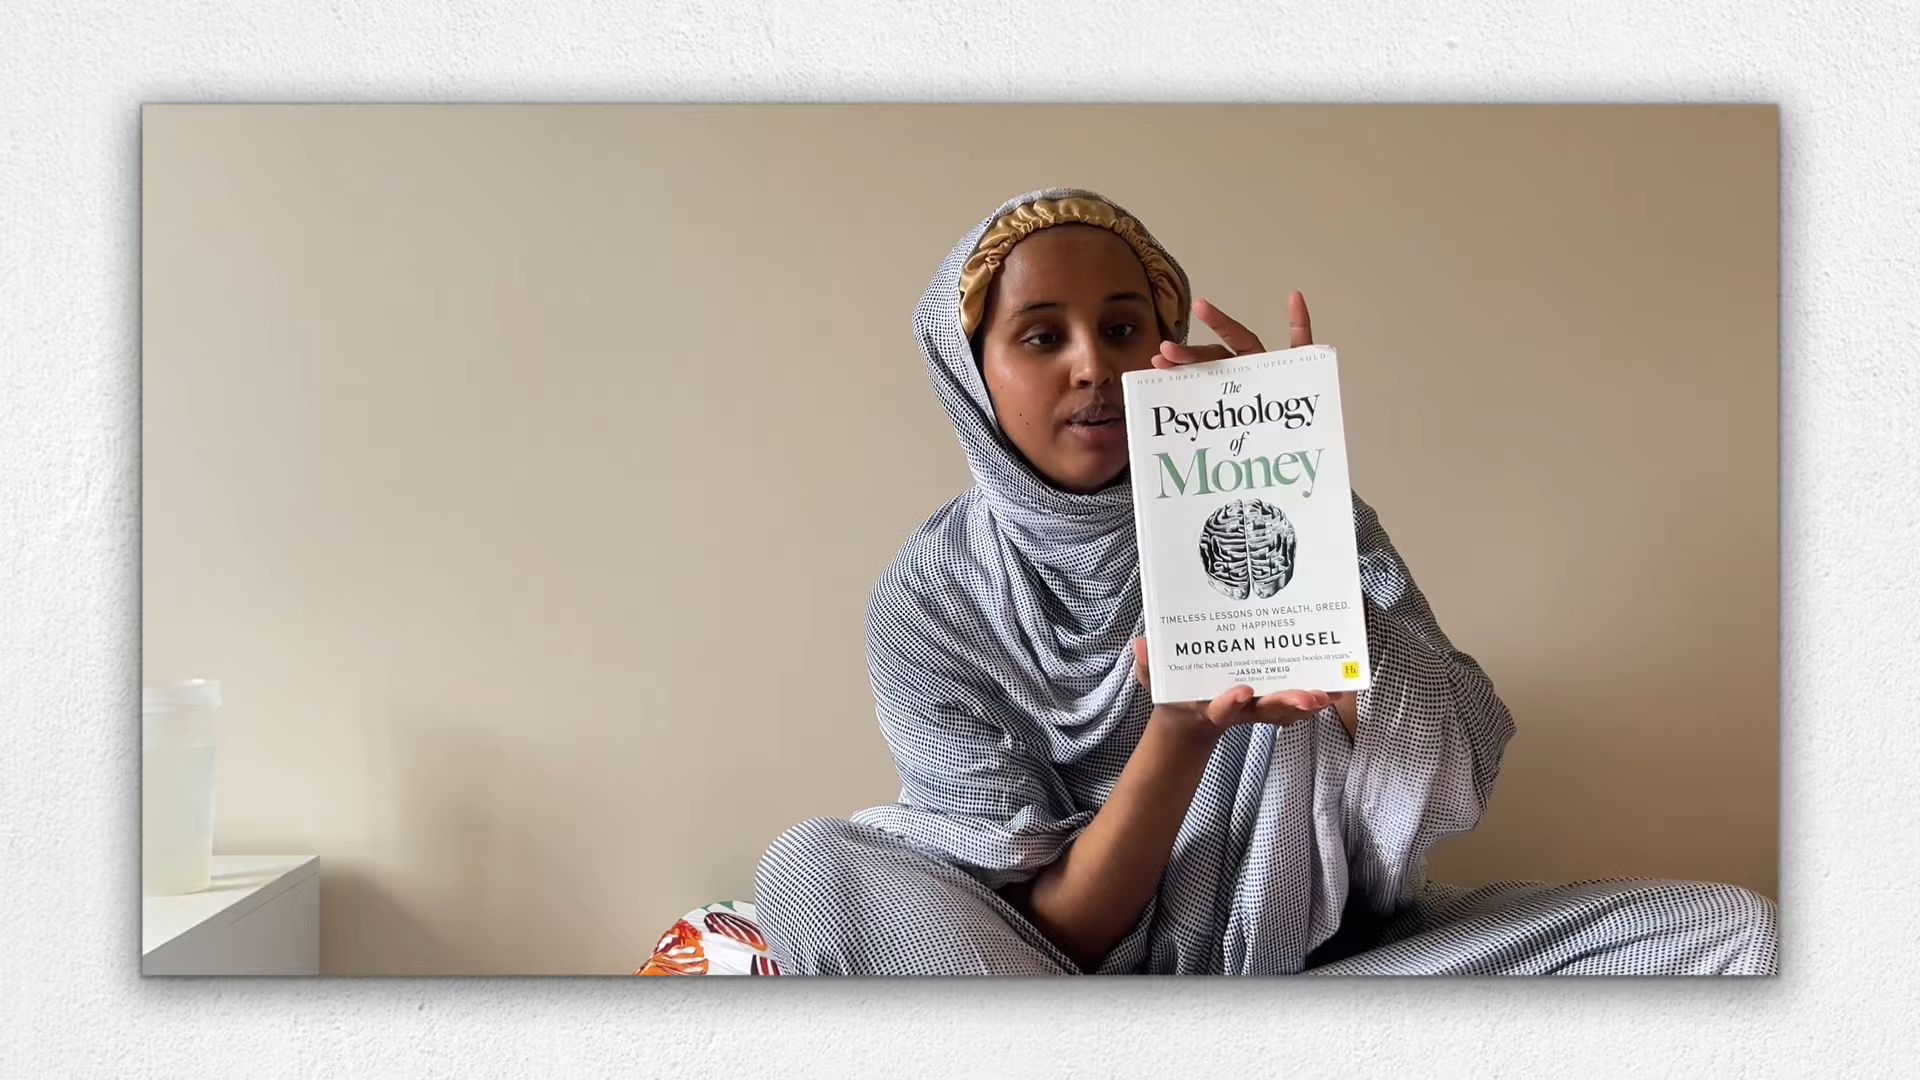 OVER THREE MILLION COPIES SOLD
The
Psychology
of
Money
TIMELESS LESSONS ON WEALTH, GREED,
AND HAPPINESS
MORGAN HOUSEL
"One of the best and most original finance books in years."
—JASON ZWEIG
Wall Street Journal
Hh